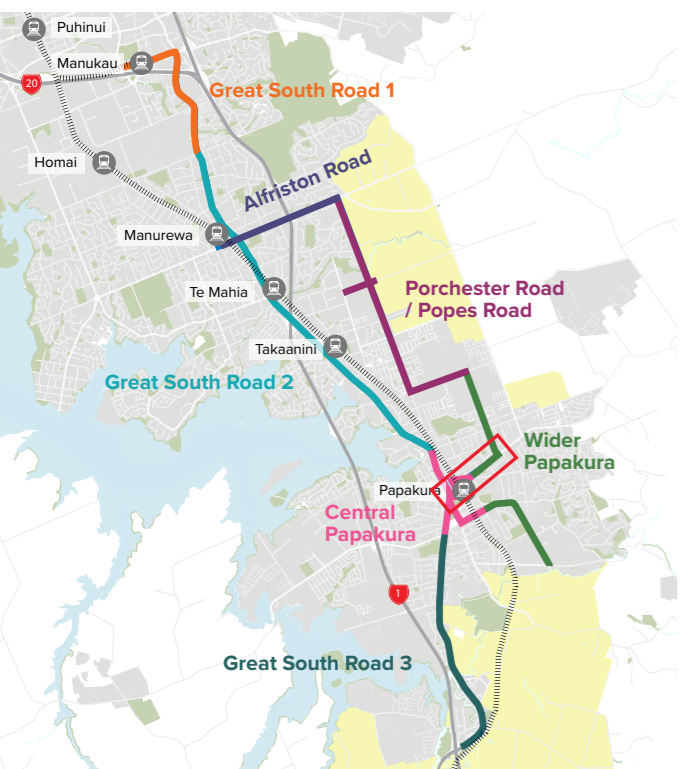 Puhinui
Manukau
20
Great South Road 1
Homai
Alfriston Road
Manurewa
Te Mahia
Porchester Road
/ Popes Road
Takaanini
Great South Road 2
Wider
Papakura
Papakura
Central
Papakura
1
Great South Road 3